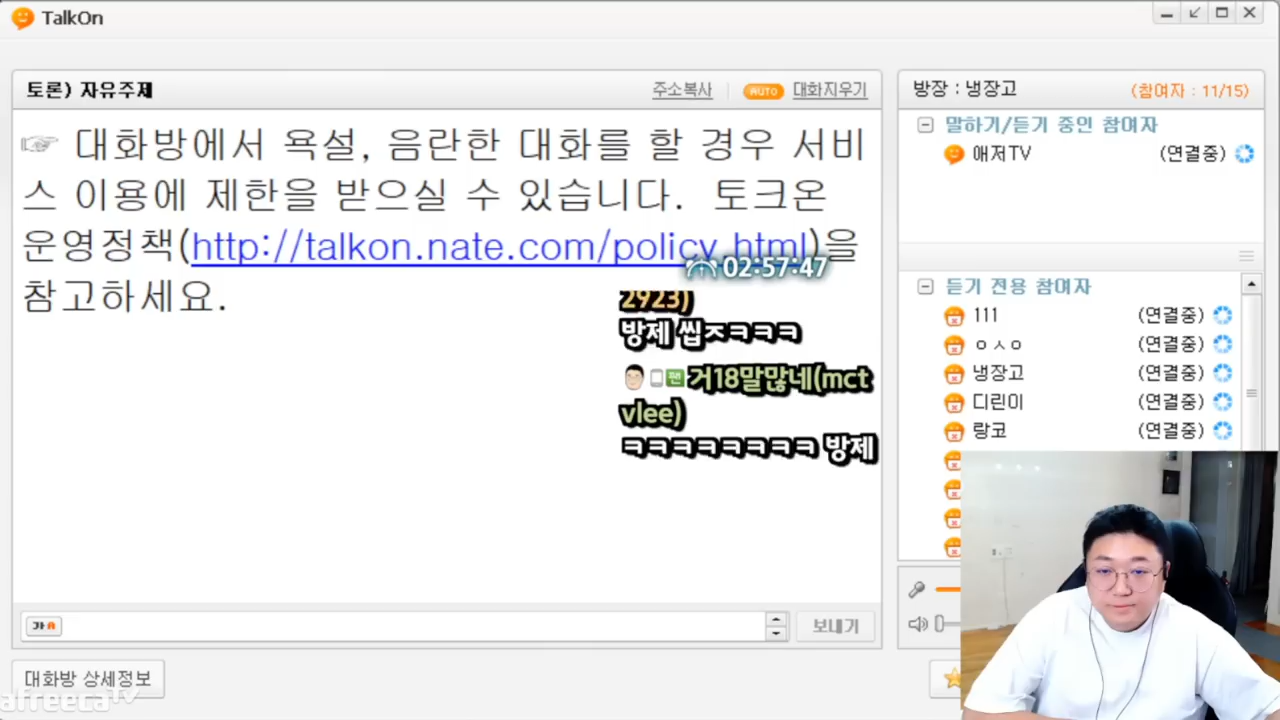 TalkOn
토론) 자유주제
주소복사
AUTO 대화지우기
☞ 대화방에서 욕설, 음란한 대화를 할 경우 서비
스 이용에 제한을 받으실 수 있습니다. 토크온
운영정책(http://talkon.nate.com/policy.html)을
참고하세요.
02:57:47
2923)
방제 씹ㅈㅋㅋㅋ
팬 거18말많네(mct
vlee)
ㅋㅋㅋㅋㅋㅋㅋㅋ 방제
가
보내기
대화방 상세정보
afreecaTV
방장 : 냉장고
(참여자 : 11/15)
말하기/듣기 중인 참여자
애저TV (연결중)
듣기 전용 참여자
111 (연결중)
ㅇㅅㅇ (연결중)
냉장고 (연결중)
디린이 (연결중)
랑코 (연결중)